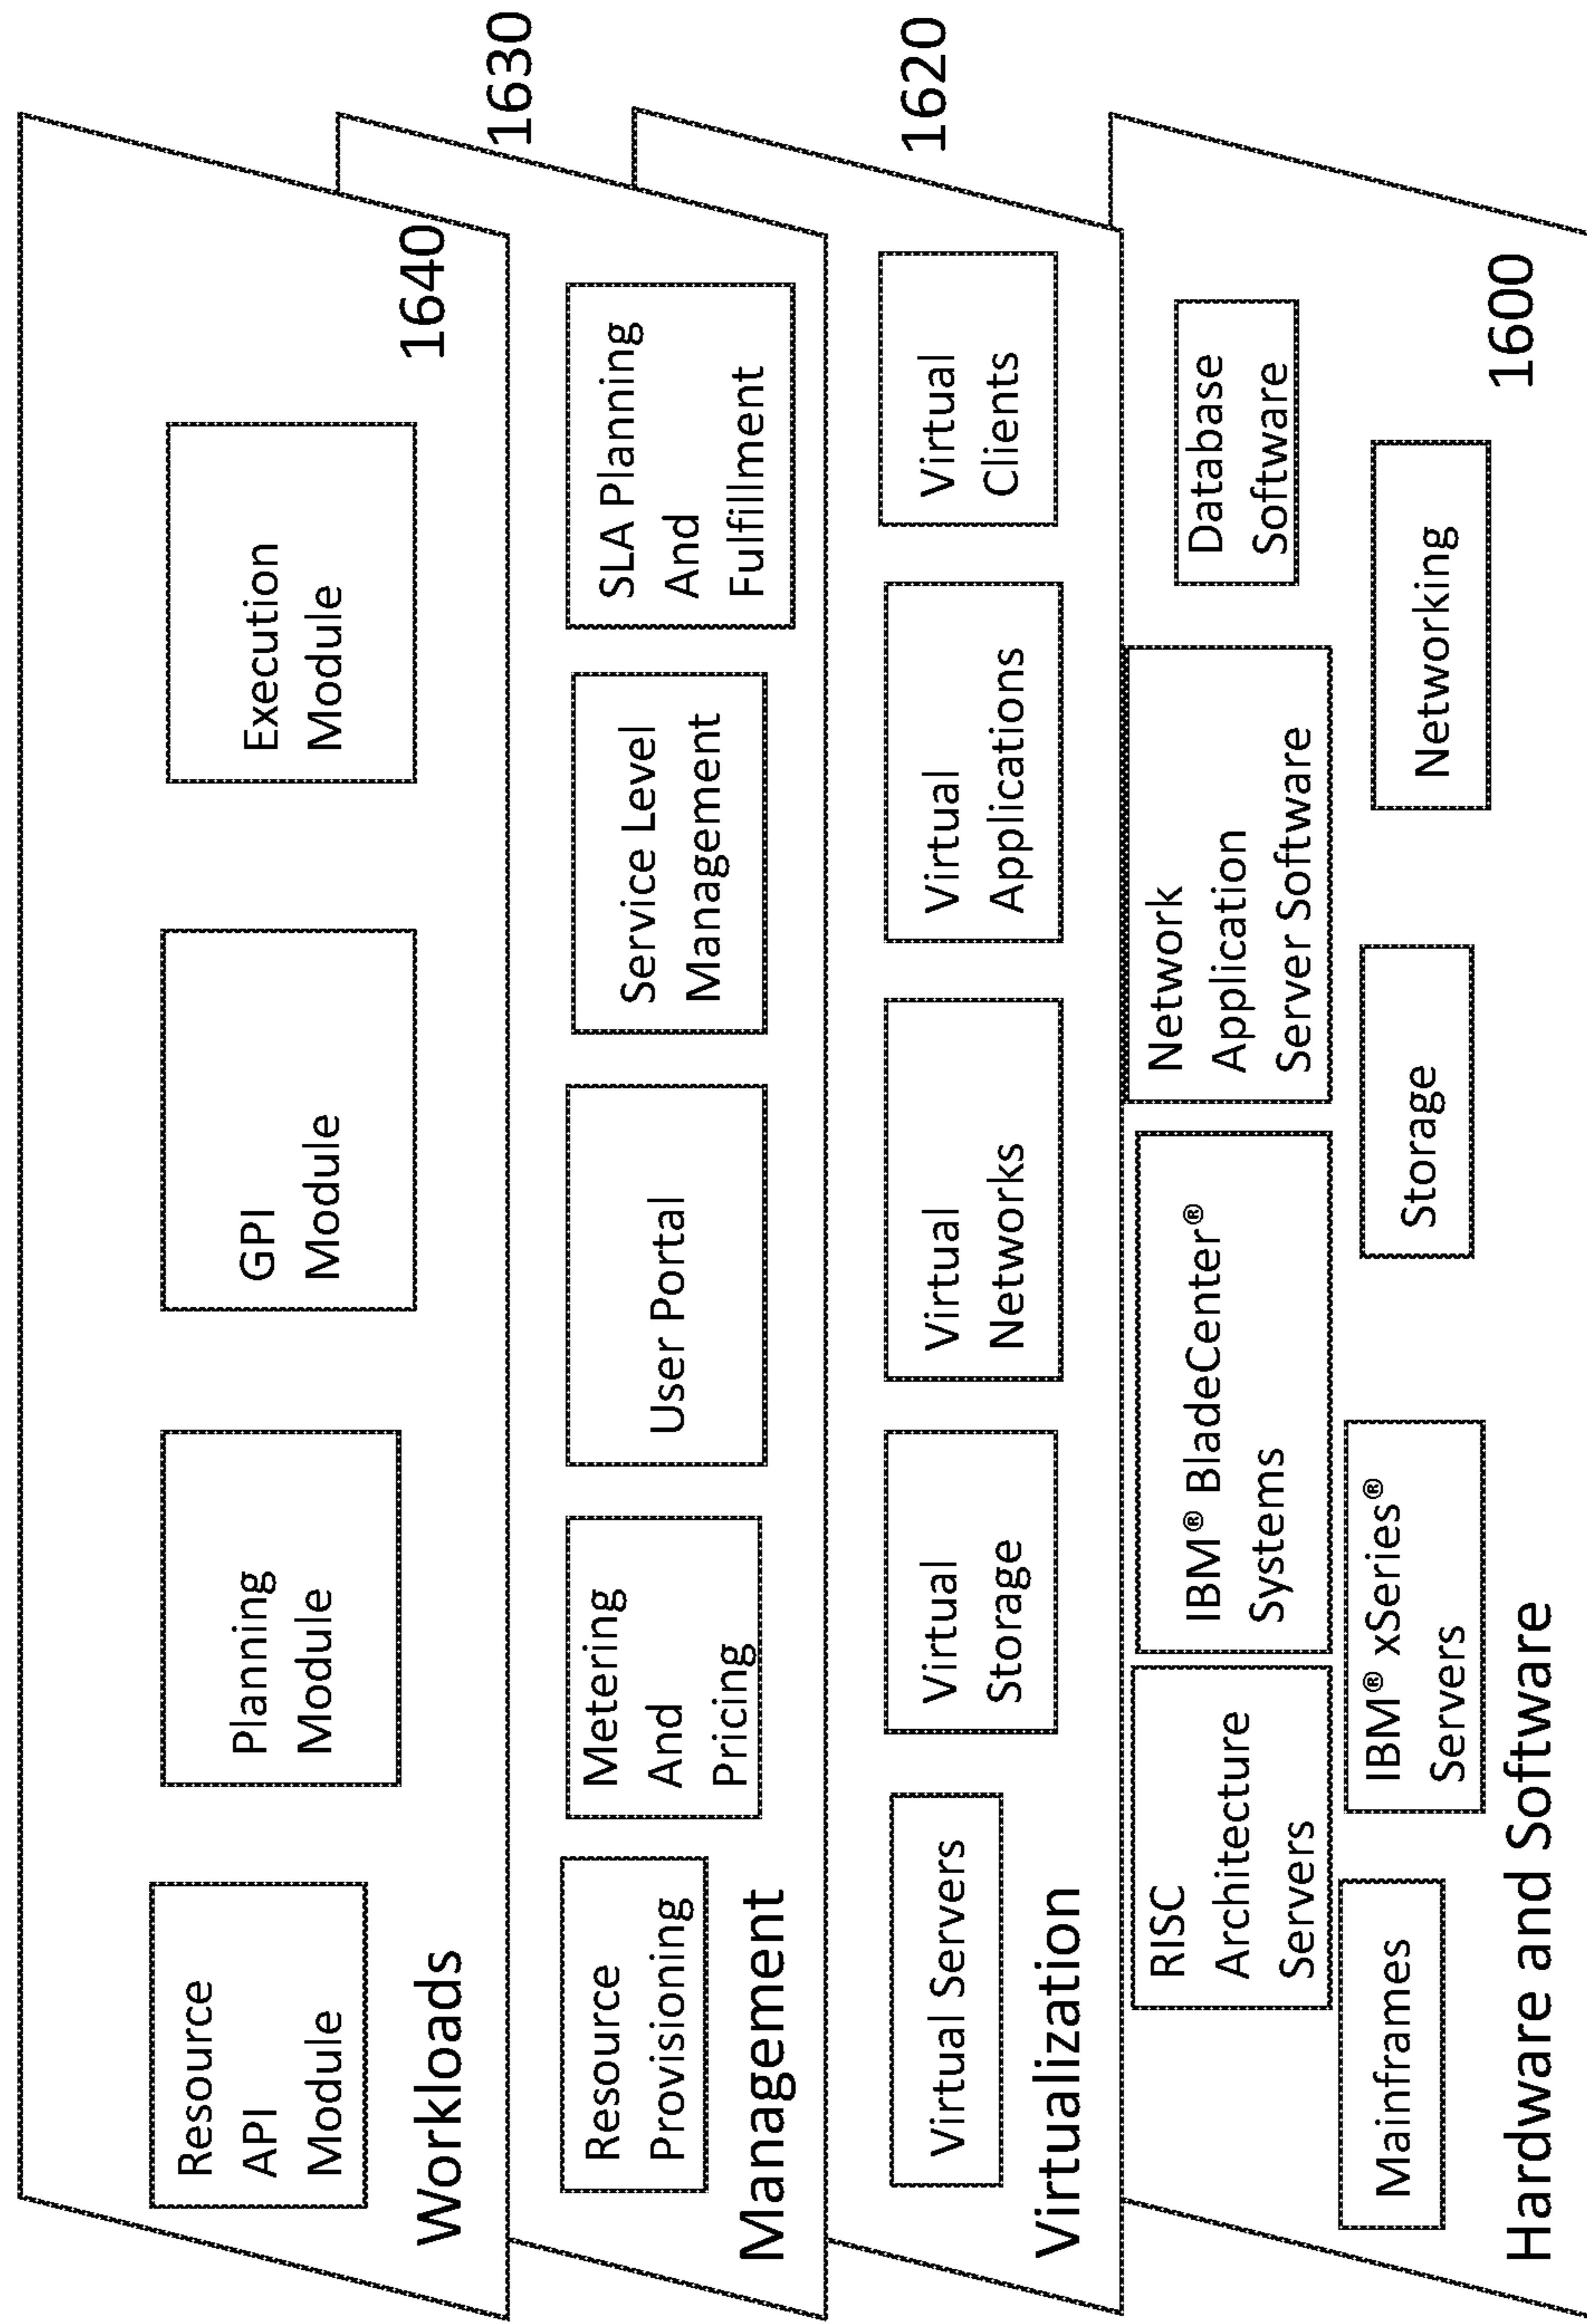 Resource
API
Module
Planning
Module
GPI
Module
Execution
Module
Workloads
1640
Resource
Provisioning
Metering
And
Pricing
User Portal
Service Level
Management
SLA Planning
And
Fulfillment
Management
1630
Virtual Servers
Virtual
Storage
Virtual
Networks
Virtual
Applications
Virtual
Clients
Virtualization
1620
RISC
Architecture
Servers
IBM® BladeCenter®
Systems
Network
Application
Server Software
Database
Software
Mainframes
IBM® xSeries®
Servers
Storage
Networking
Hardware and Software
1600